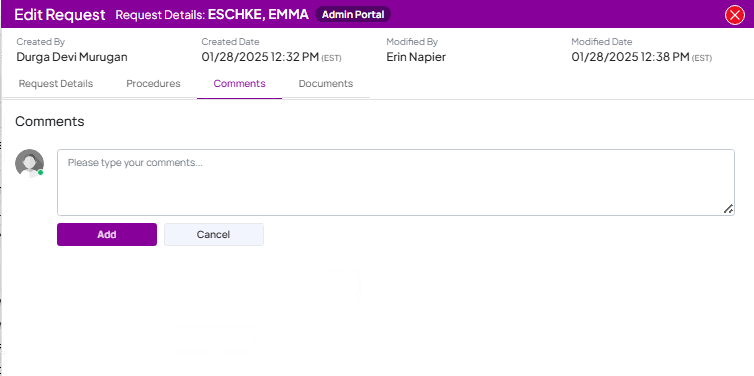 Edit Request Request Details: ESCHKE, EMMA Admin Portal
Created By Created Date Modified By Modified Date
Durga Devi Murugan 01/28/2025 12:32 PM (EST) Erin Napier 01/28/2025 12:38 PM (EST)
Request Details Procedures Comments Documents
Comments
Please type your comments...
Add Cancel